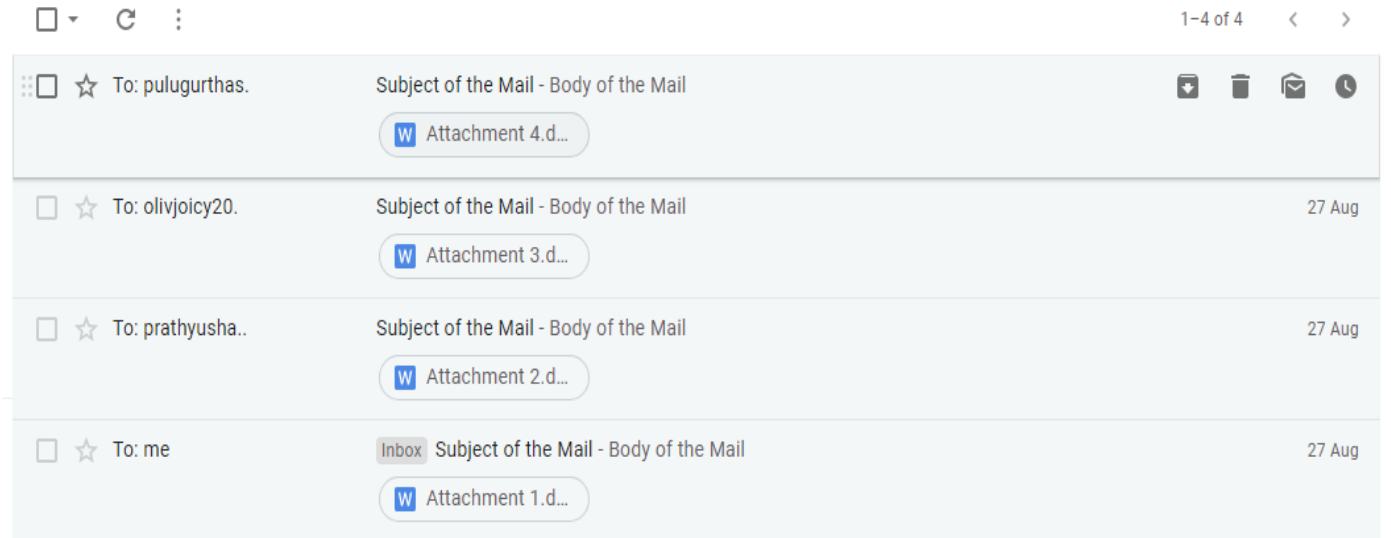 1–4 of 4
To: pulugurthas. Subject of the Mail - Body of the Mail
W Attachment 4.d...
To: olivjoicy20. Subject of the Mail - Body of the Mail 27 Aug
W Attachment 3.d...
To: prathyusha.. Subject of the Mail - Body of the Mail 27 Aug
W Attachment 2.d...
To: me Inbox Subject of the Mail - Body of the Mail 27 Aug
W Attachment 1.d...